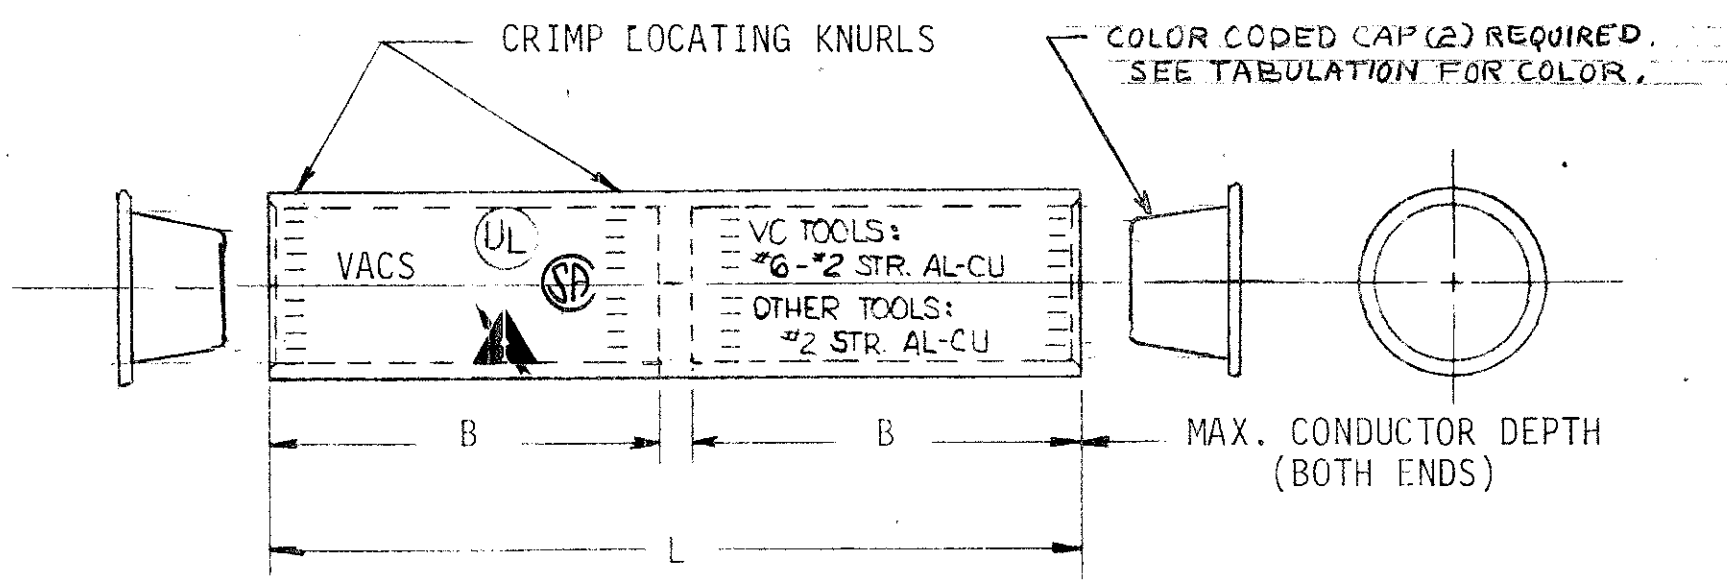 CRIMP LOCATING KNURLS
COLOR CODED CAP (2) REQUIRED.
SEE TABULATION FOR COLOR.
VACS
UL
SA
VC TOOLS:
#6-#2 STR. AL-CU
OTHER TOOLS:
#2 STR. AL-CU
B
B
MAX. CONDUCTOR DEPTH
(BOTH ENDS)
L